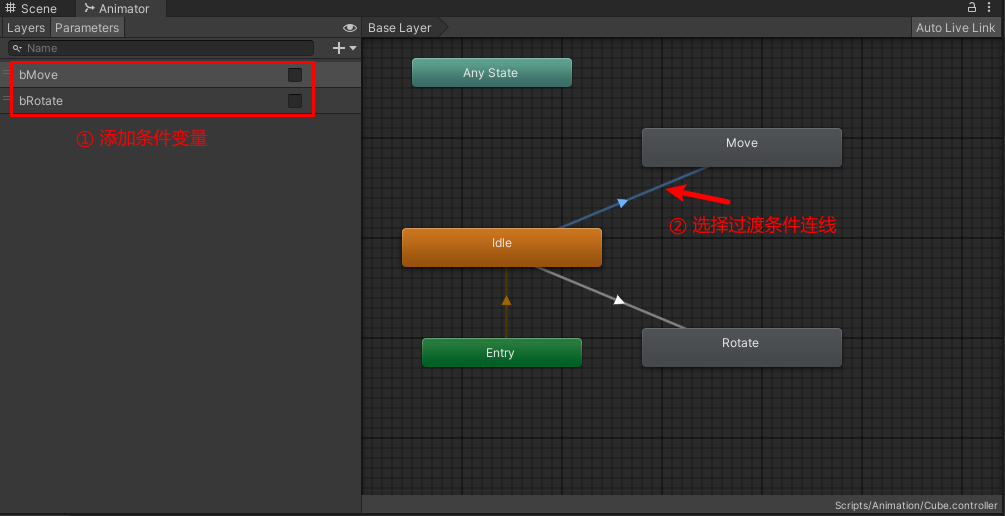 Scene
Animator
Layers
Parameters
Base Layer
Auto Live Link
Name
bMove
bRotate
① 添加条件变量
Any State
Move
② 选择过渡条件连线
Idle
Rotate
Entry
Scripts/Animation/Cube.controller